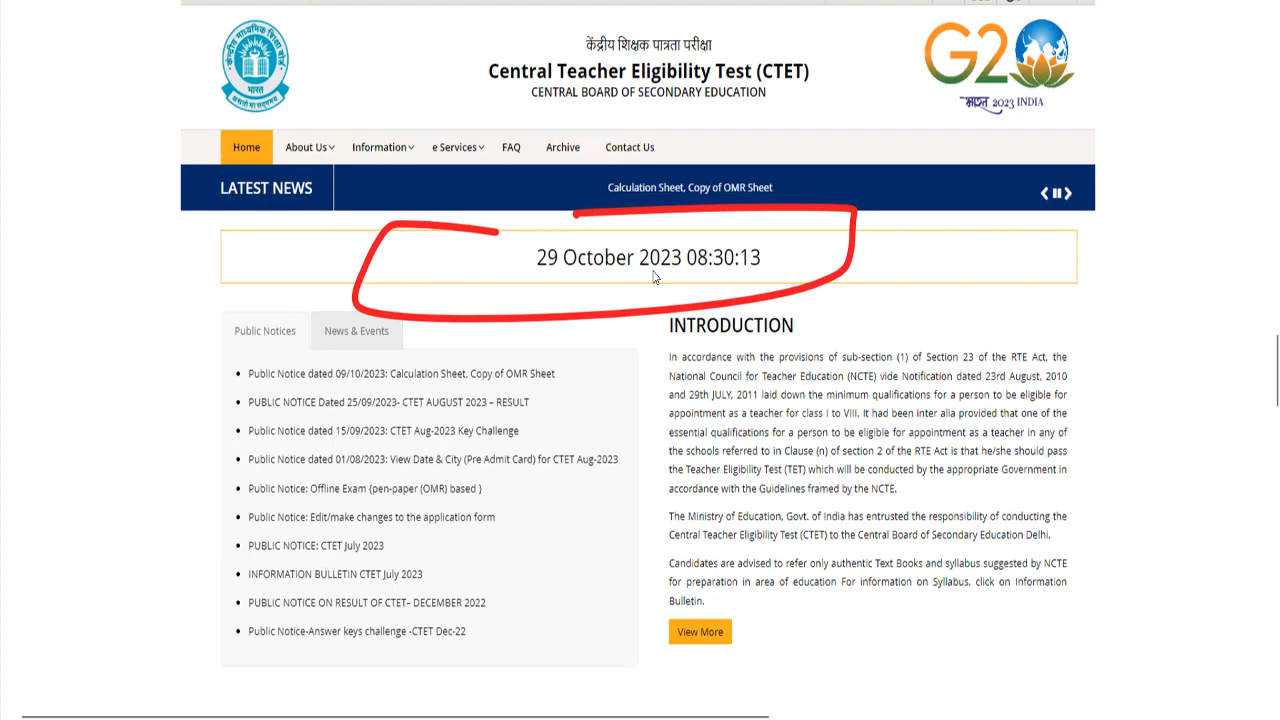 केंद्रीय शिक्षक पात्रता परीक्षा
Central Teacher Eligibility Test (CTET)
CENTRAL BOARD OF SECONDARY EDUCATION
भारत
असतो मा सद्गमय
G20
भारत 2023 INDIA
Home About Us Information e Services FAQ Archive Contact Us
LATEST NEWS
Calculation Sheet, Copy of OMR Sheet
29 October 2023 08:30:13
Public Notices News & Events
Public Notice dated 09/10/2023: Calculation Sheet, Copy of OMR Sheet
PUBLIC NOTICE Dated 25/09/2023- CTET AUGUST 2023 – RESULT
Public Notice dated 15/09/2023: CTET Aug-2023 Key Challenge
Public Notice dated 01/08/2023: View Date & City (Pre Admit Card) for CTET Aug-2023
Public Notice: Offline Exam {pen-paper (OMR) based }
Public Notice: Edit/make changes to the application form
PUBLIC NOTICE: CTET July 2023
INFORMATION BULLETIN CTET July 2023
PUBLIC NOTICE ON RESULT OF CTET– DECEMBER 2022
Public Notice-Answer keys challenge -CTET Dec-22
INTRODUCTION
In accordance with the provisions of sub-section (1) of Section 23 of the RTE Act, the
National Council for Teacher Education (NCTE) vide Notification dated 23rd August, 2010
and 29th JULY, 2011 laid down the minimum qualifications for a person to be eligible for
appointment as a teacher for class I to VIII. It had been inter alia provided that one of the
essential qualifications for a person to be eligible for appointment as a teacher in any of
the schools referred to in Clause (n) of section 2 of the RTE Act is that he/she should pass
the Teacher Eligibility Test (TET) which will be conducted by the appropriate Government in
accordance with the Guidelines framed by the NCTE.
The Ministry of Education, Govt. of India has entrusted the responsibility of conducting the
Central Teacher Eligibility Test (CTET) to the Central Board of Secondary Education Delhi.
Candidates are advised to refer only authentic Text Books and syllabus suggested by NCTE
for preparation in area of education For information on Syllabus, click on Information
Bulletin.
View More